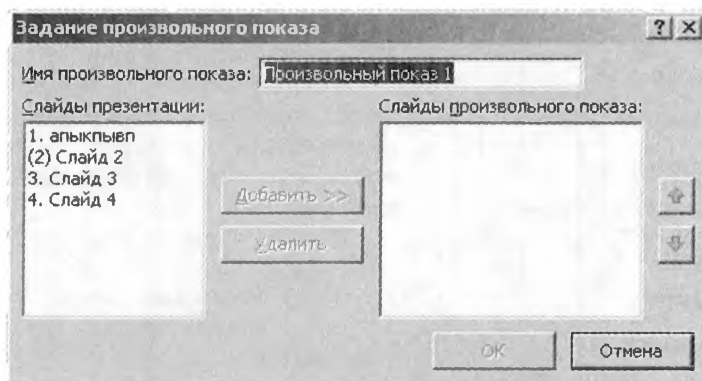 Задание произвольного показа
Имя произвольного показа: Произвольный показ 1
Слайды презентации:
Слайды произвольного показа:
1. апыкпывп
(2) Слайд 2
3. Слайд 3
4. Слайд 4
Добавить >>
Удалить
ОК
Отмена